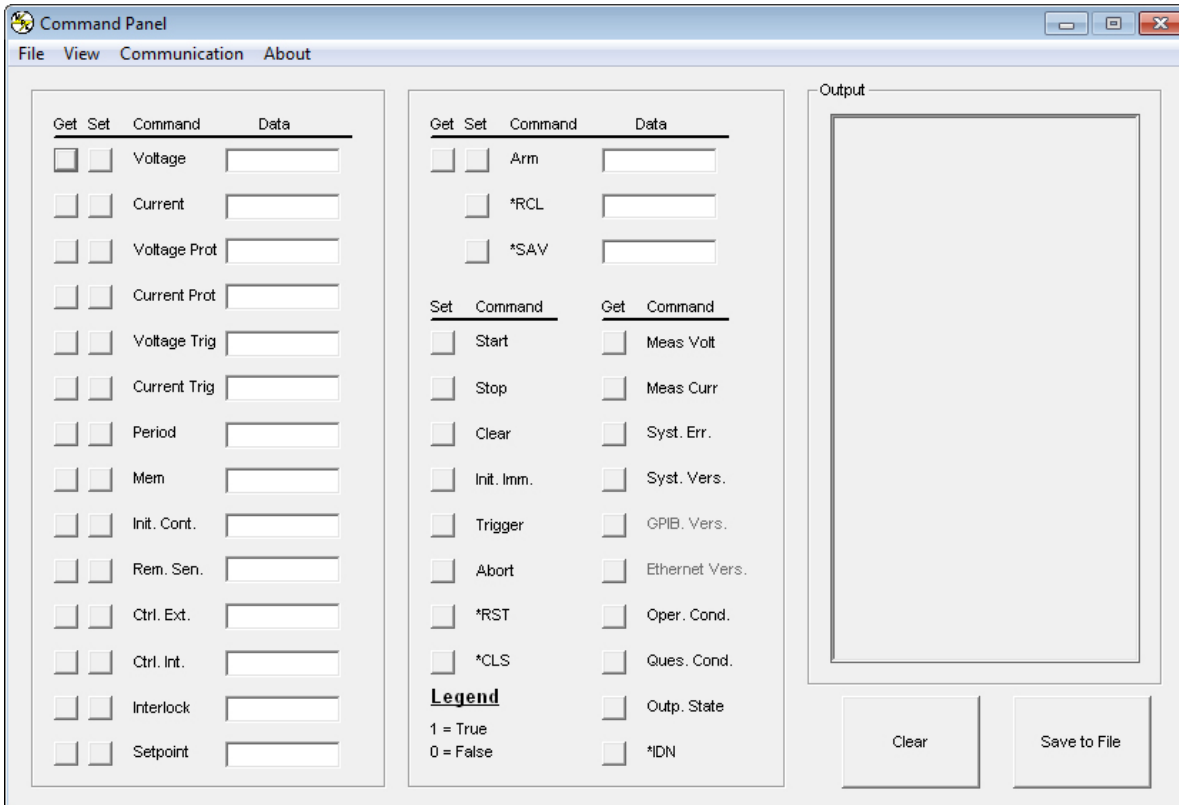 Command Panel
File View Communication About
Get Set Command Data
Voltage
Current
Voltage Prot
Current Prot
Voltage Trig
Current Trig
Period
Mem
Init. Cont.
Rem. Sen.
Ctrl. Ext.
Ctrl. Int.
Interlock
Setpoint
Get Set Command Data
Arm
*RCL
*SAV
Set Command
Start
Stop
Clear
Init. Imm.
Trigger
Abort
*RST
*CLS
Legend
1 = True
0 = False
Get Command
Meas Volt
Meas Curr
Syst. Err.
Syst. Vers.
GPIB. Vers.
Ethernet Vers.
Oper. Cond.
Ques. Cond.
Outp. State
*IDN
Output
Clear
Save to File